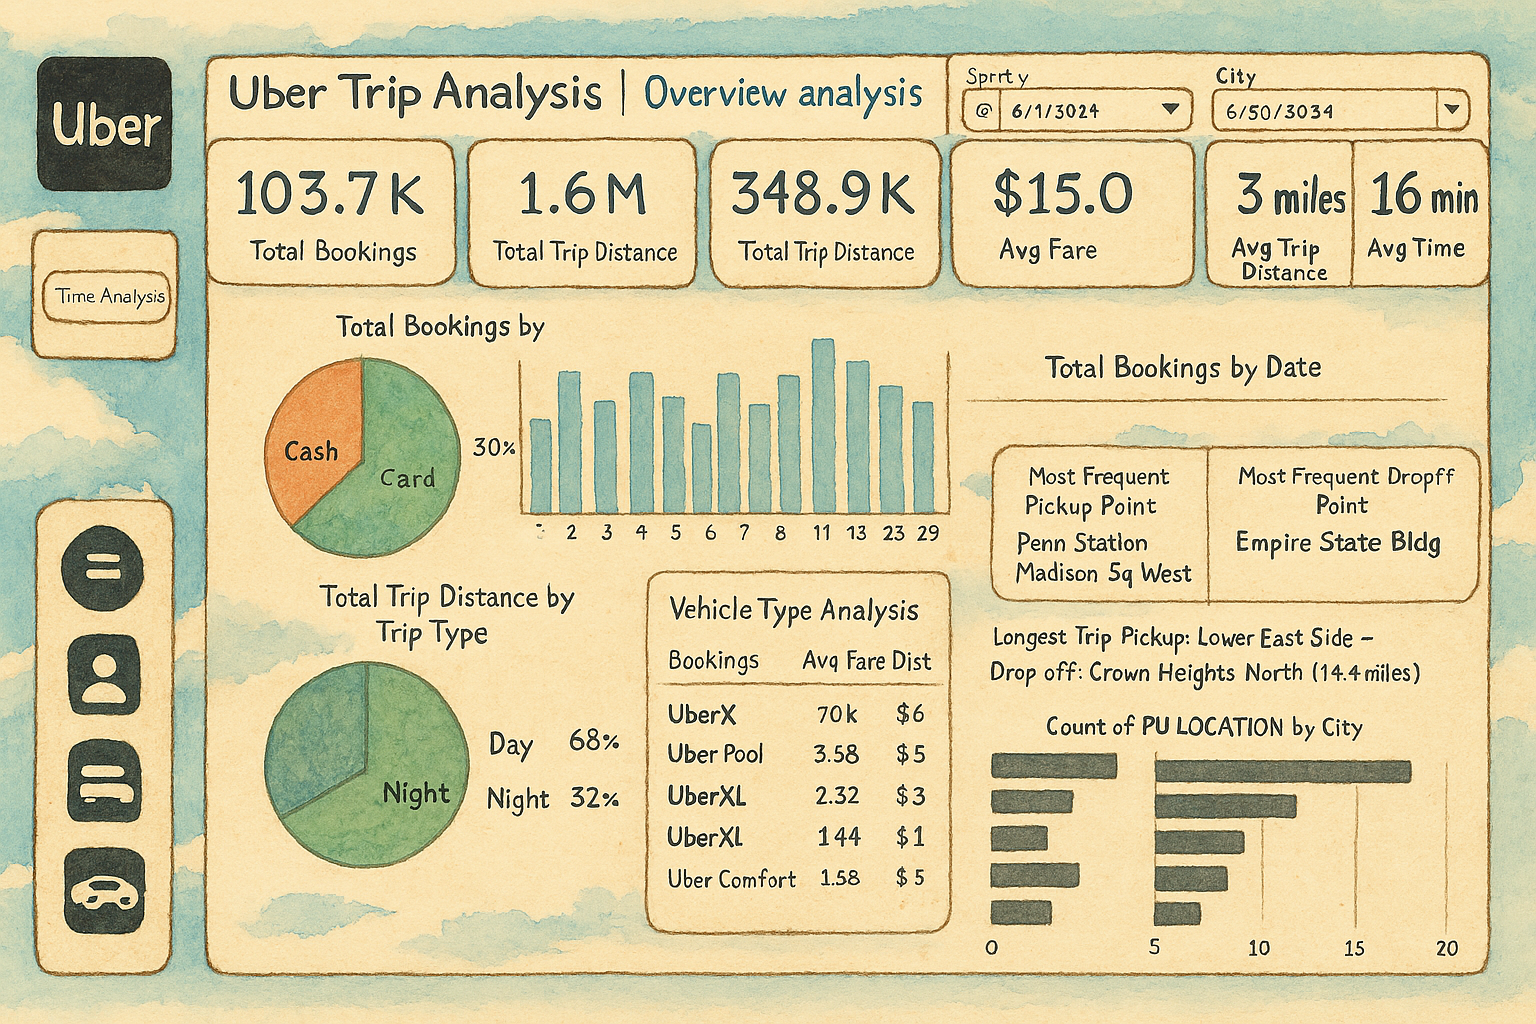 Uber
Uber Trip Analysis | Overview analysis
Sprrty
@ 6/1/3024
City
6/50/3034
103.7K
Total Bookings
1.6M
Total Trip Distance
348.9K
Total Trip Distance
$15.0
Avg Fare
3 miles
Avg Trip
Distance
16 min
Avg Time
Time Analysis
Total Bookings by
Cash
Card
30%
2 3 4 5 6 7 8 11 13 23 29
Total Bookings by Date
Most Frequent
Pickup Point
Penn Station
Madison Sq West
Most Frequent Dropff
Point
Empire State Bldg
Total Trip Distance by
Trip Type
Night
Day 68%
Night 32%
Vehicle Type Analysis
Bookings Avg Fare Dist
UberX 70k $6
Uber Pool 3.58 $5
UberXL 2.32 $3
UberXL 144 $1
Uber Comfort 1.58 $5
Longest Trip Pickup: Lower East Side –
Drop off: Crown Heights North (14.4 miles)
Count of PU LOCATION by City
0 5 10 15 20